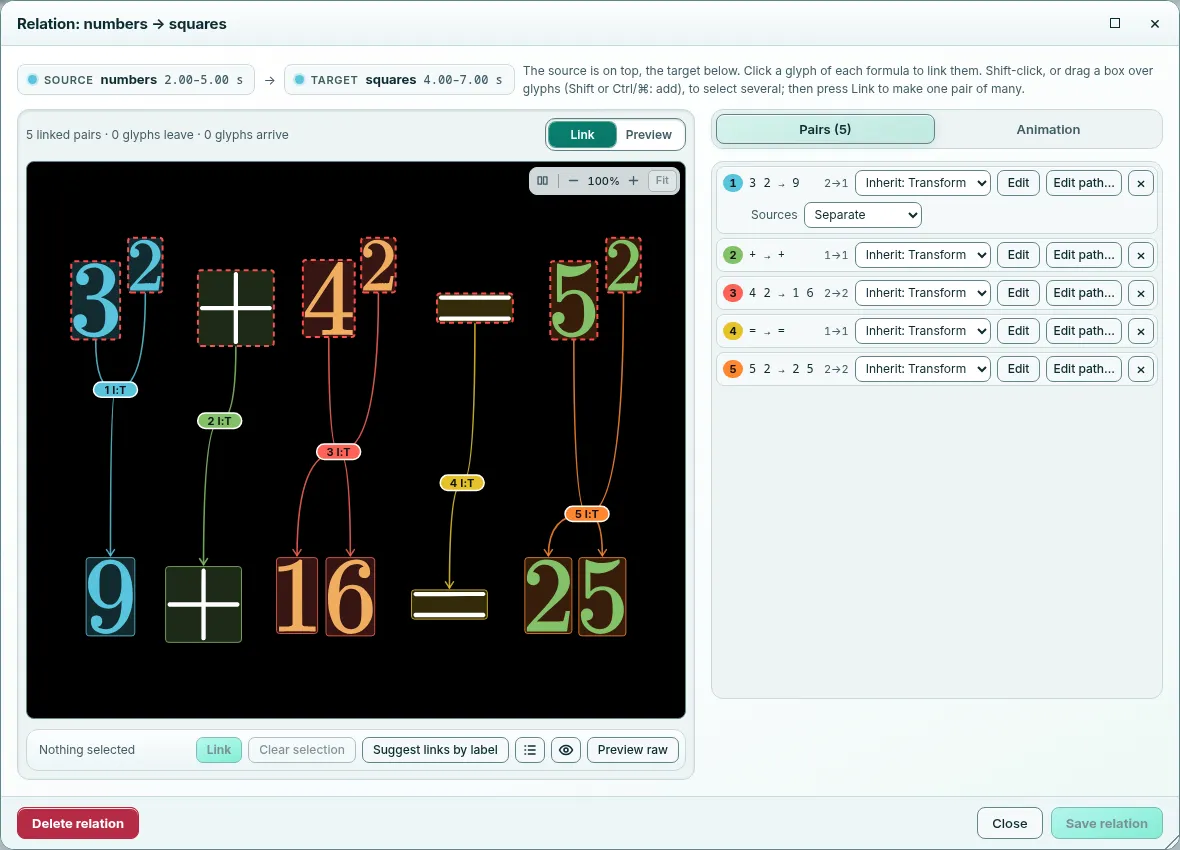 Relation: numbers → squares
SOURCE numbers 2.00–5.00 s → TARGET squares 4.00–7.00 s
The source is on top, the target below. Click a glyph of each formula to link them. Shift-click, or drag a box over
glyphs (Shift or Ctrl/⌘: add), to select several; then press Link to make one pair of many.
5 linked pairs · 0 glyphs leave · 0 glyphs arrive
Link Preview
100% Fit
3² + 4² = 5²
1 I:T
2 I:T
3 I:T
4 I:T
5 I:T
9 + 16 = 25
Nothing selected Link Clear selection Suggest links by label Preview raw
Pairs (5) Animation
1 3 2 → 9 2→1 Inherit: Transform Edit Edit path... ×
Sources Separate
2 + → + 1→1 Inherit: Transform Edit Edit path... ×
3 4 2 → 1 6 2→2 Inherit: Transform Edit Edit path... ×
4 = → = 1→1 Inherit: Transform Edit Edit path... ×
5 5 2 → 2 5 2→2 Inherit: Transform Edit Edit path... ×
Delete relation Close Save relation